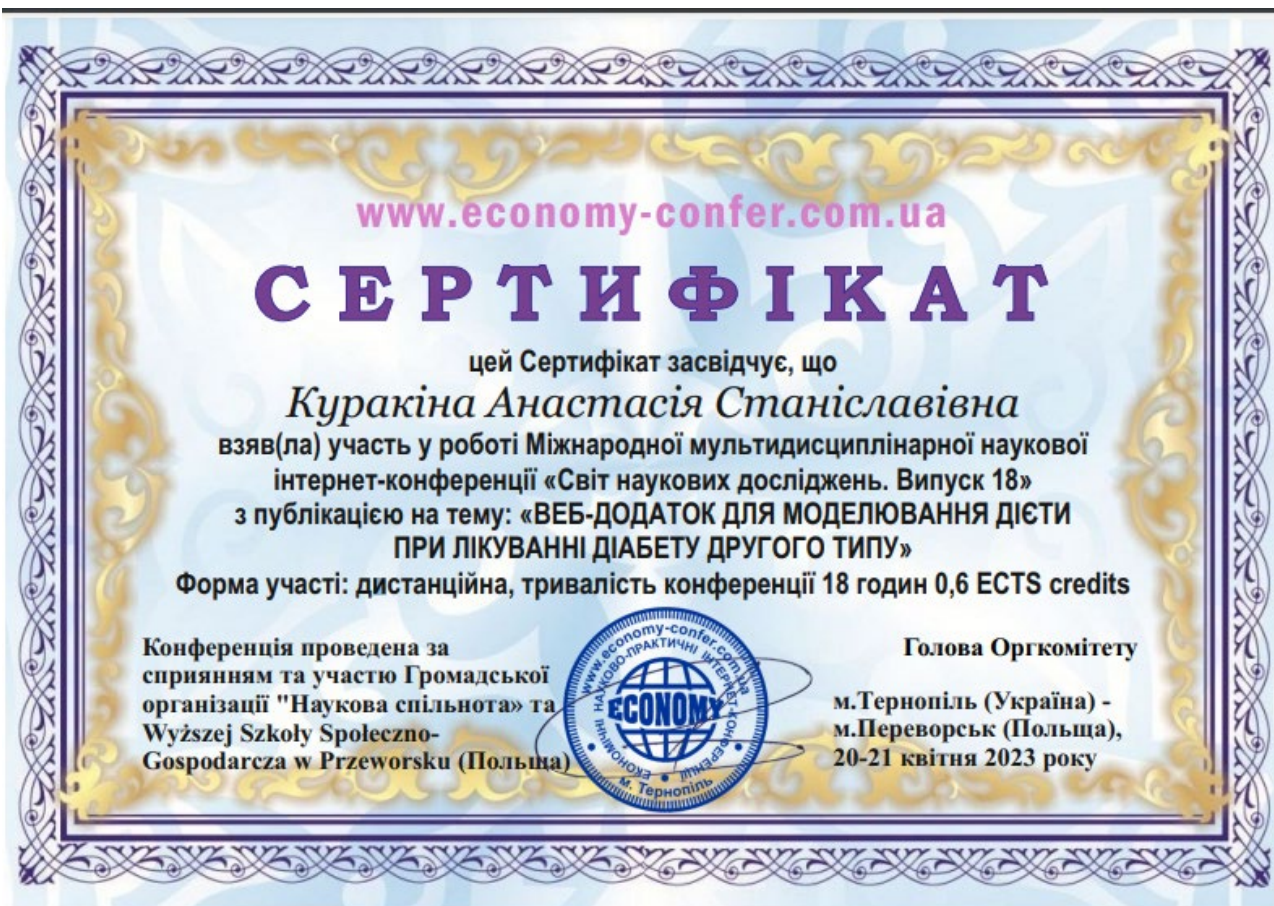 www.economy-confer.com.ua
СЕРТИФІКАТ
цей Сертифікат засвідчує, що
Куракіна Анастасія Станіславівна
взяв(ла) участь у роботі Міжнародної мультидисциплінарної наукової
інтернет-конференції «Світ наукових досліджень. Випуск 18»
з публікацією на тему: «ВЕБ-ДОДАТОК ДЛЯ МОДЕЛЮВАННЯ ДІЄТИ
ПРИ ЛІКУВАННІ ДІАБЕТУ ДРУГОГО ТИПУ»
Форма участі: дистанційна, тривалість конференції 18 годин 0,6 ECTS credits
Конференція проведена за
сприянням та участю Громадської
організації "Наукова спільнота» та
Wyższej Szkoły Społeczno-
Gospodarcza w Przeworsku (Польща)
www.economy-confer.com.ua
ЕКОНОМІЧНІ НАУКОВО-ПРАКТИЧНІ ІНТЕРНЕТ-КОНФЕРЕНЦІЇ
ECONOMY
м. Тернопіль
Голова Оргкомітету
м.Тернопіль (Україна) -
м.Переворськ (Польща),
20-21 квітня 2023 року